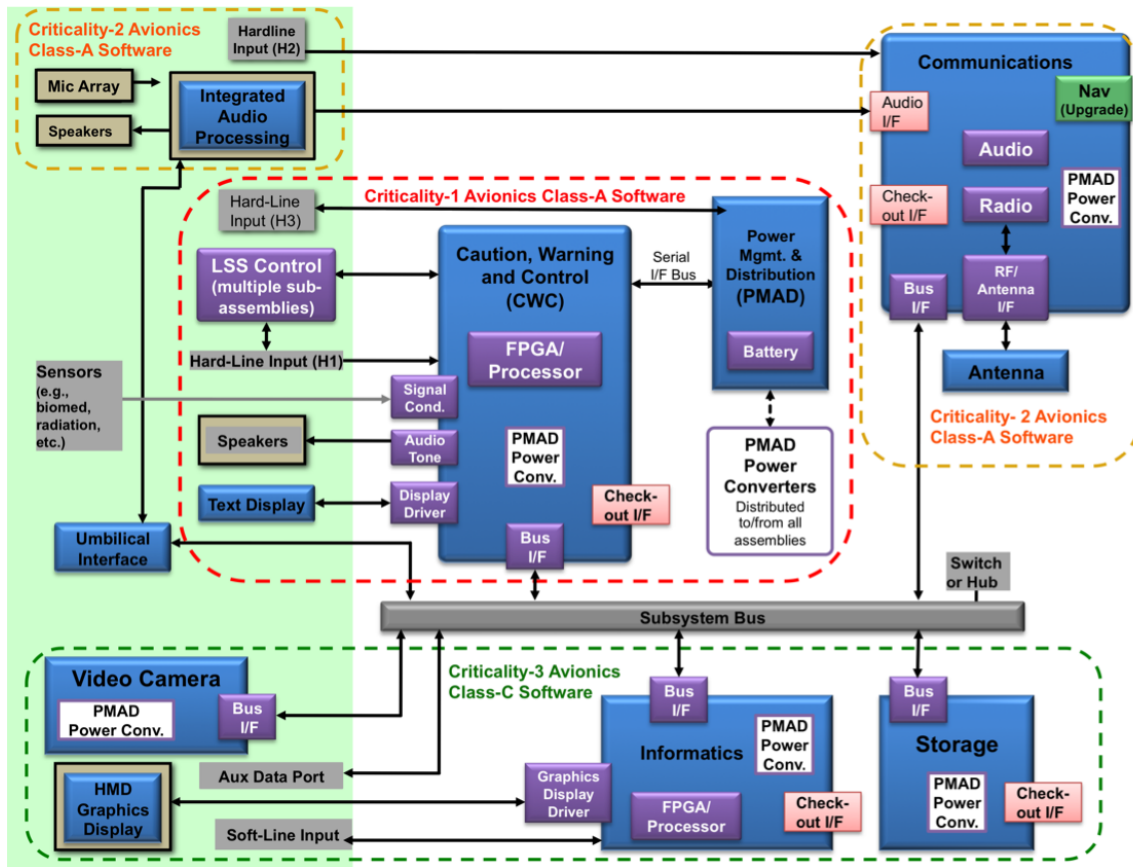 Criticality-2 Avionics
Class-A Software
Hardline
Input (H2)
Mic Array
Speakers
Integrated
Audio
Processing
Communications
Audio
I/F
Nav
(Upgrade)
Audio
Check-
out I/F
Radio
PMAD
Power
Conv.
Bus
I/F
RF/
Antenna
I/F
Antenna
Criticality- 2 Avionics
Class-A Software
Hard-Line
Input (H3)
Criticality-1 Avionics Class-A Software
LSS Control
(multiple sub-
assemblies)
Hard-Line Input (H1)
Caution, Warning
and Control
(CWC)
Serial
I/F Bus
Power
Mgmt. &
Distribution
(PMAD)
Battery
FPGA/
Processor
Sensors
(e.g.,
biomed,
radiation,
etc.)
Signal
Cond.
Speakers
Audio
Tone
Text Display
Display
Driver
PMAD
Power
Conv.
Check-
out I/F
Bus
I/F
PMAD
Power
Converters
Distributed
to/from all
assemblies
Umbilical
Interface
Switch
or Hub
Subsystem Bus
Criticality-3 Avionics
Class-C Software
Video Camera
PMAD
Power Conv.
Bus
I/F
Aux Data Port
HMD
Graphics
Display
Soft-Line Input
Bus
I/F
Informatics
PMAD
Power
Conv.
Graphics
Display
Driver
FPGA/
Processor
Check-
out I/F
Bus
I/F
Storage
PMAD
Power
Conv.
Check-
out I/F